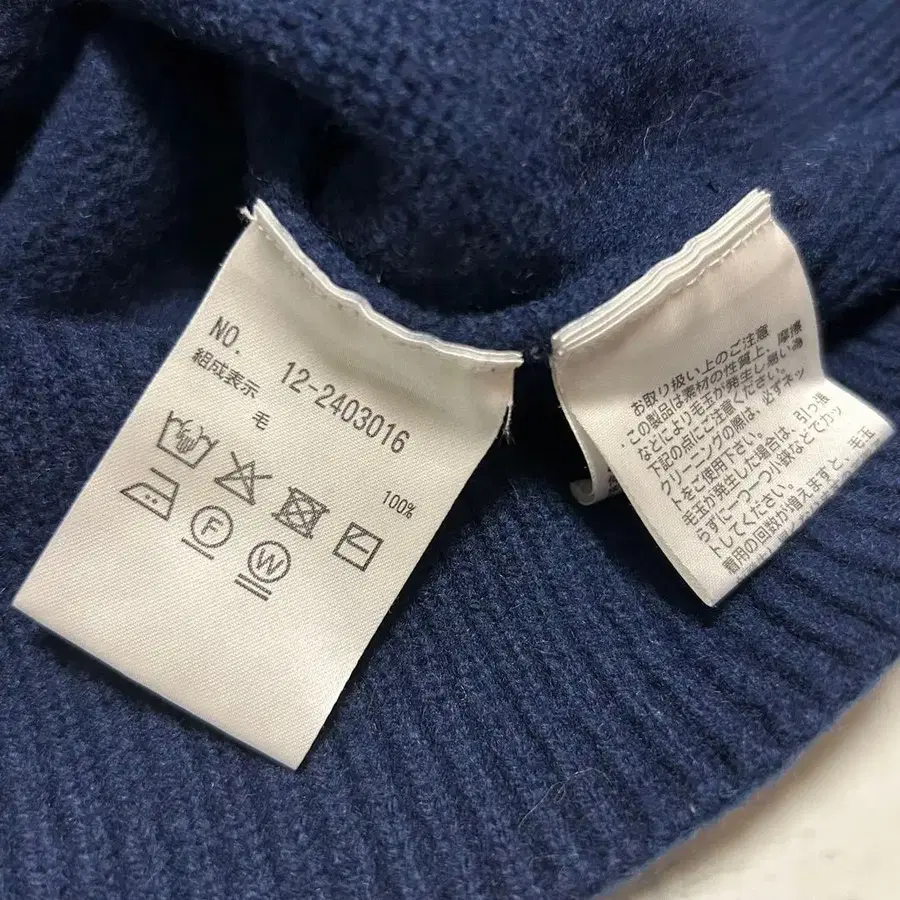 NO. 12-2403016
組成表示
毛 100%
F
W
お取り扱い上のご注意
・この製品は素材の性質上、摩擦
などにより毛玉が発生し易い為
下記の点にご注意ください。
クリーニングの際は、必ずネッ
トをご使用下さい。
毛玉が発生した場合は、引っ張
らずに一つ一つ小鋏などでカッ
トしてください。
着用の回数が増えますと、毛玉